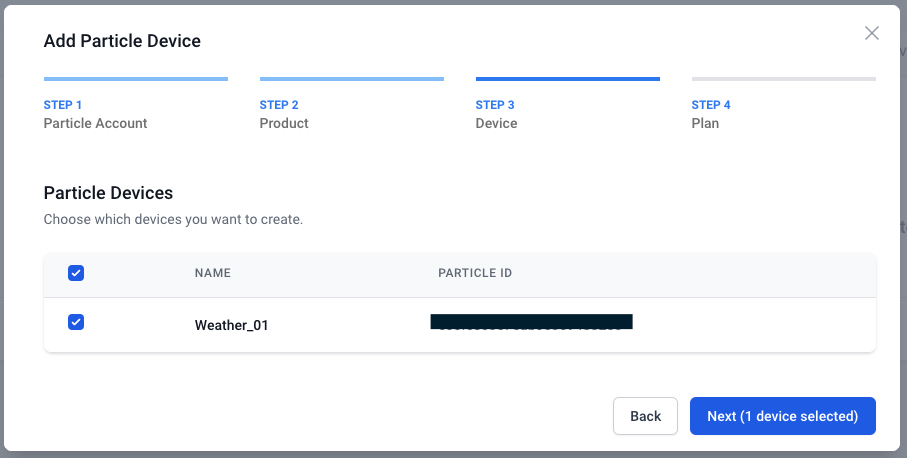 Add Particle Device
STEP 1
Particle Account
STEP 2
Product
STEP 3
Device
STEP 4
Plan
Particle Devices
Choose which devices you want to create.
NAME PARTICLE ID
Weather_01
Back Next (1 device selected)